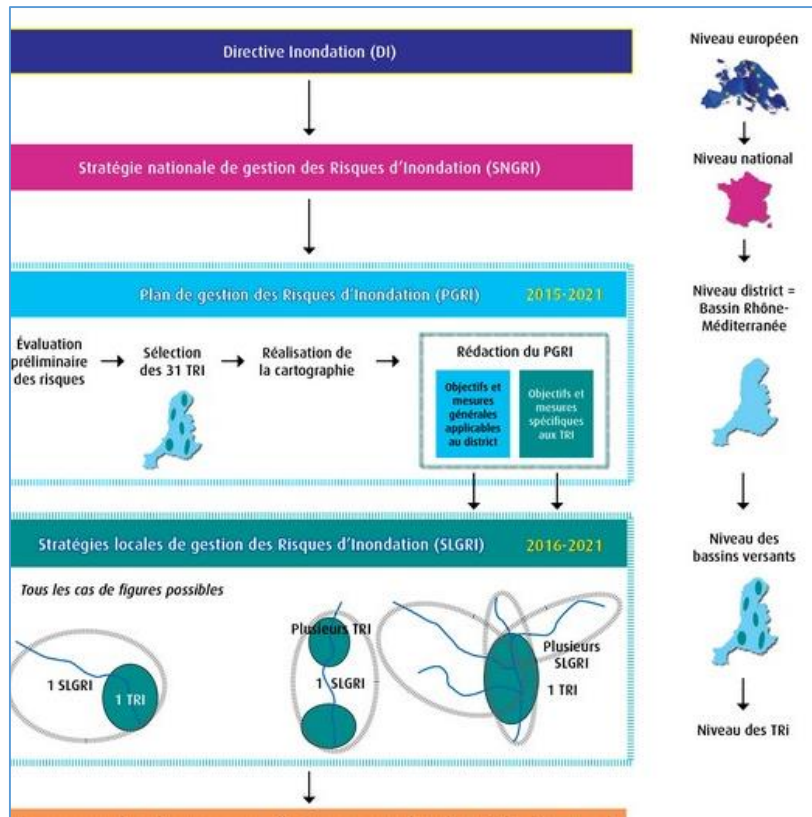 Directive Inondation (DI)
Niveau européen
Stratégie nationale de gestion des Risques d'Inondation (SNGRI)
Niveau national
Plan de gestion des Risques d'Inondation (PGRI) 2015-2021
Niveau district =
Bassin Rhône-
Méditerranée
Évaluation
préliminaire
des risques
Sélection
des 31 TRI
Réalisation de
la cartographie
Rédaction du PGRI
Objectifs et
mesures
générales
applicables
au district
Objectifs et
mesures
spécifiques
aux TRI
Stratégies locales de gestion des Risques d'Inondation (SLGRI) 2016-2021
Niveau des
bassins versants
Tous les cas de figures possibles
1 SLGRI
1 TRI
Plusieurs TRI
1 SLGRI
Plusieurs
SLGRI
1 TRI
Niveau des TRi